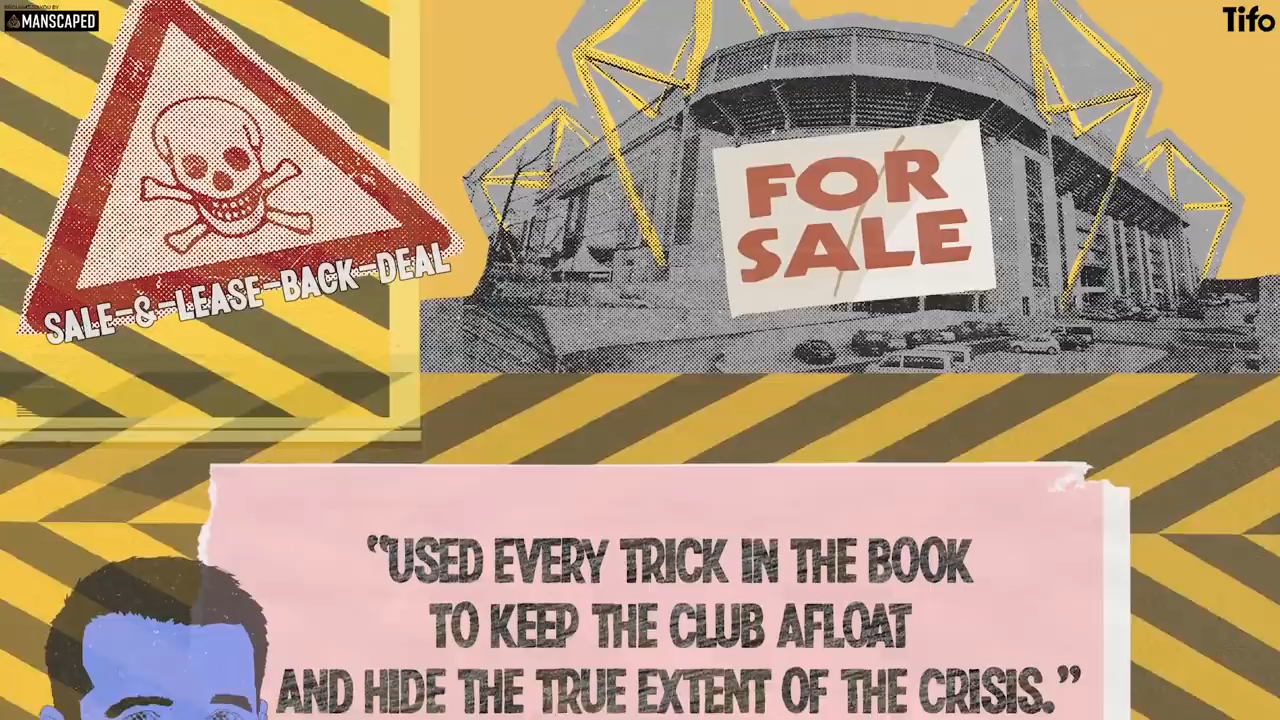 MANSCAPED
Tifo
FOR
SALE
SALE-&-LEASE-BACK-DEAL
“USED EVERY TRICK IN THE BOOK
TO KEEP THE CLUB AFLOAT
AND HIDE THE TRUE EXTENT OF THE CRISIS.”